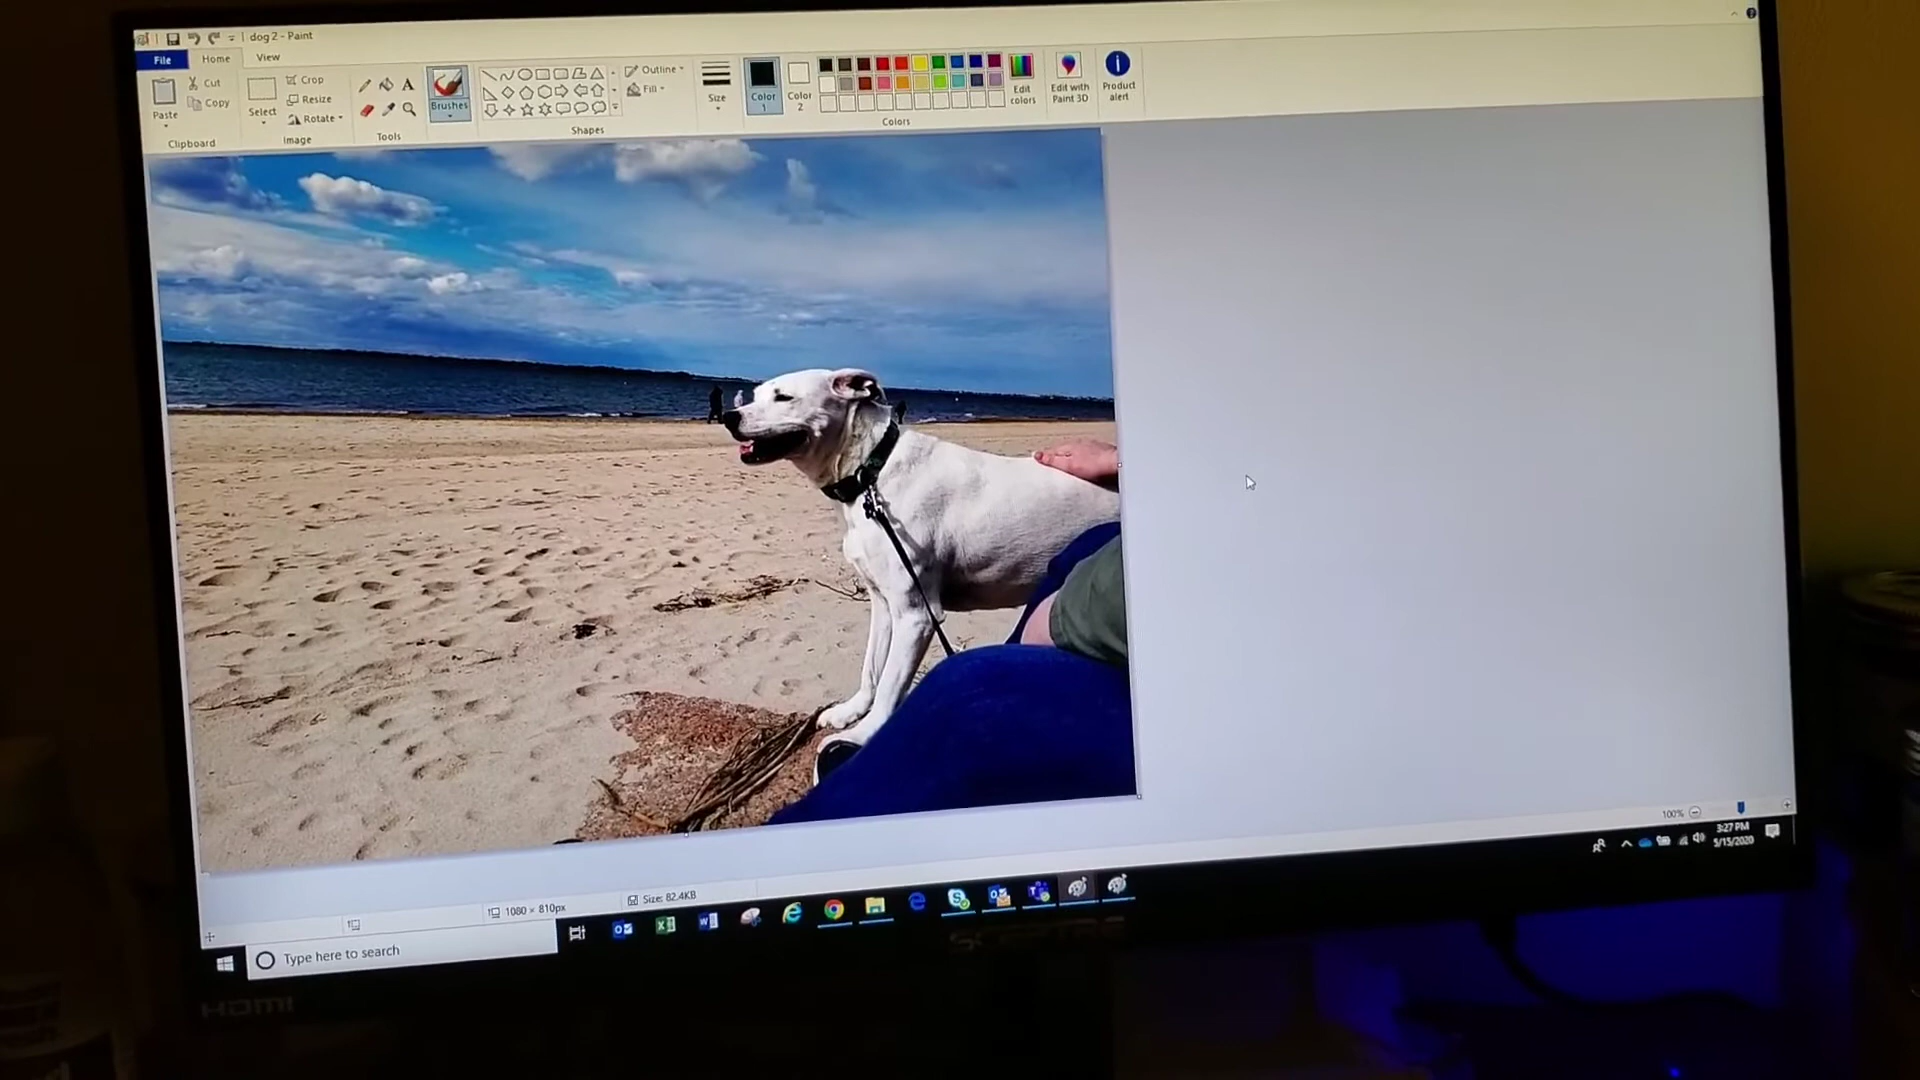 dog 2 - Paint
File Home View
Paste
Cut
Copy
Clipboard
Select
Crop
Resize
Rotate
Image
A
Tools
Brushes
Outline
Fill
Shapes
Size
Color 1
Color 2
Edit colors
Edit with Paint 3D
Product alert
Colors
100%
1080 × 810px
Size: 82.4KB
Type here to search
3:27 PM
5/15/2020
HDMI